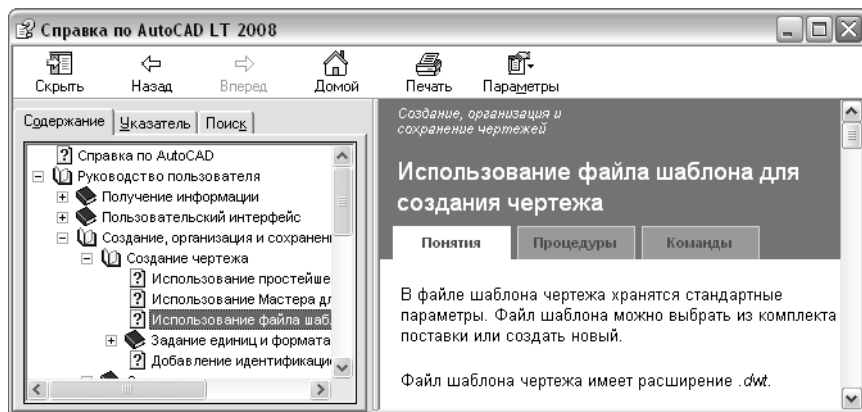 Справка по AutoCAD LT 2008
Скрыть Назад Вперед Домой Печать Параметры
Содержание Указатель Поиск
Справка по AutoCAD
Руководство пользователя
Получение информации
Пользовательский интерфейс
Создание, организация и сохранен
Создание чертежа
Использование простейше
Использование Мастера дл
Использование файла шаб
Задание единиц и формата
Добавление идентификаци
Создание, организация и
сохранение чертежей
Использование файла шаблона для
создания чертежа
Понятия Процедуры Команды
В файле шаблона чертежа хранятся стандартные
параметры. Файл шаблона можно выбрать из комплекта
поставки или создать новый.
Файл шаблона чертежа имеет расширение .dwt.